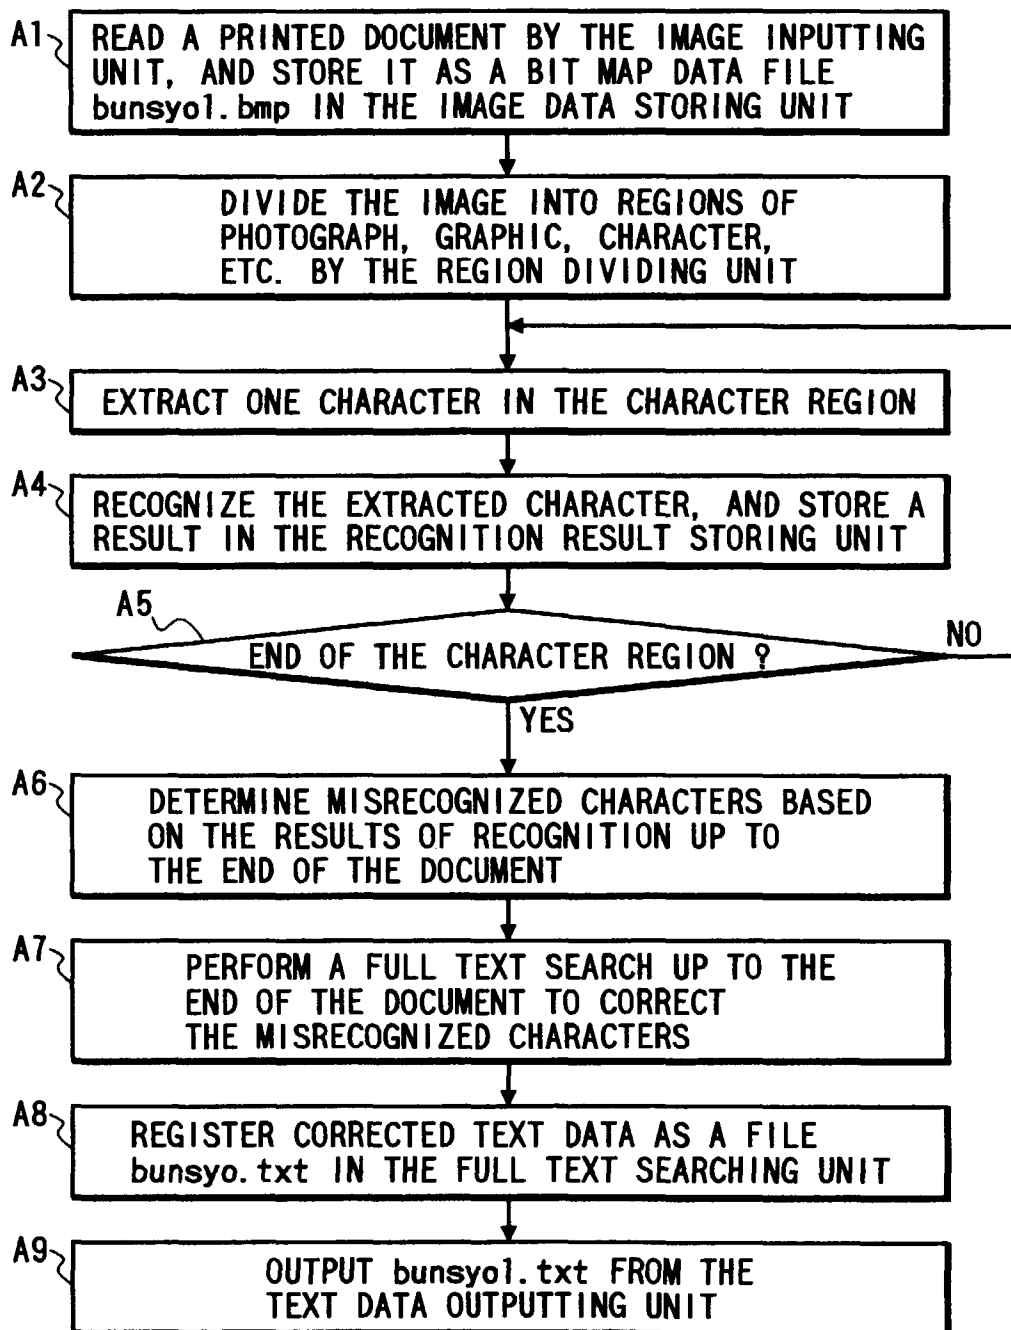 A1
READ A PRINTED DOCUMENT BY THE IMAGE INPUTTING
UNIT, AND STORE IT AS A BIT MAP DATA FILE
bunsyo1.bmp IN THE IMAGE DATA STORING UNIT
A2
DIVIDE THE IMAGE INTO REGIONS OF
PHOTOGRAPH, GRAPHIC, CHARACTER,
ETC. BY THE REGION DIVIDING UNIT
A3
EXTRACT ONE CHARACTER IN THE CHARACTER REGION
A4
RECOGNIZE THE EXTRACTED CHARACTER, AND STORE A
RESULT IN THE RECOGNITION RESULT STORING UNIT
A5
END OF THE CHARACTER REGION ?
NO
YES
A6
DETERMINE MISRECOGNIZED CHARACTERS BASED
ON THE RESULTS OF RECOGNITION UP TO
THE END OF THE DOCUMENT
A7
PERFORM A FULL TEXT SEARCH UP TO THE
END OF THE DOCUMENT TO CORRECT
THE MISRECOGNIZED CHARACTERS
A8
REGISTER CORRECTED TEXT DATA AS A FILE
bunsyo.txt IN THE FULL TEXT SEARCHING UNIT
A9
OUTPUT bunsyo1.txt FROM THE
TEXT DATA OUTPUTTING UNIT